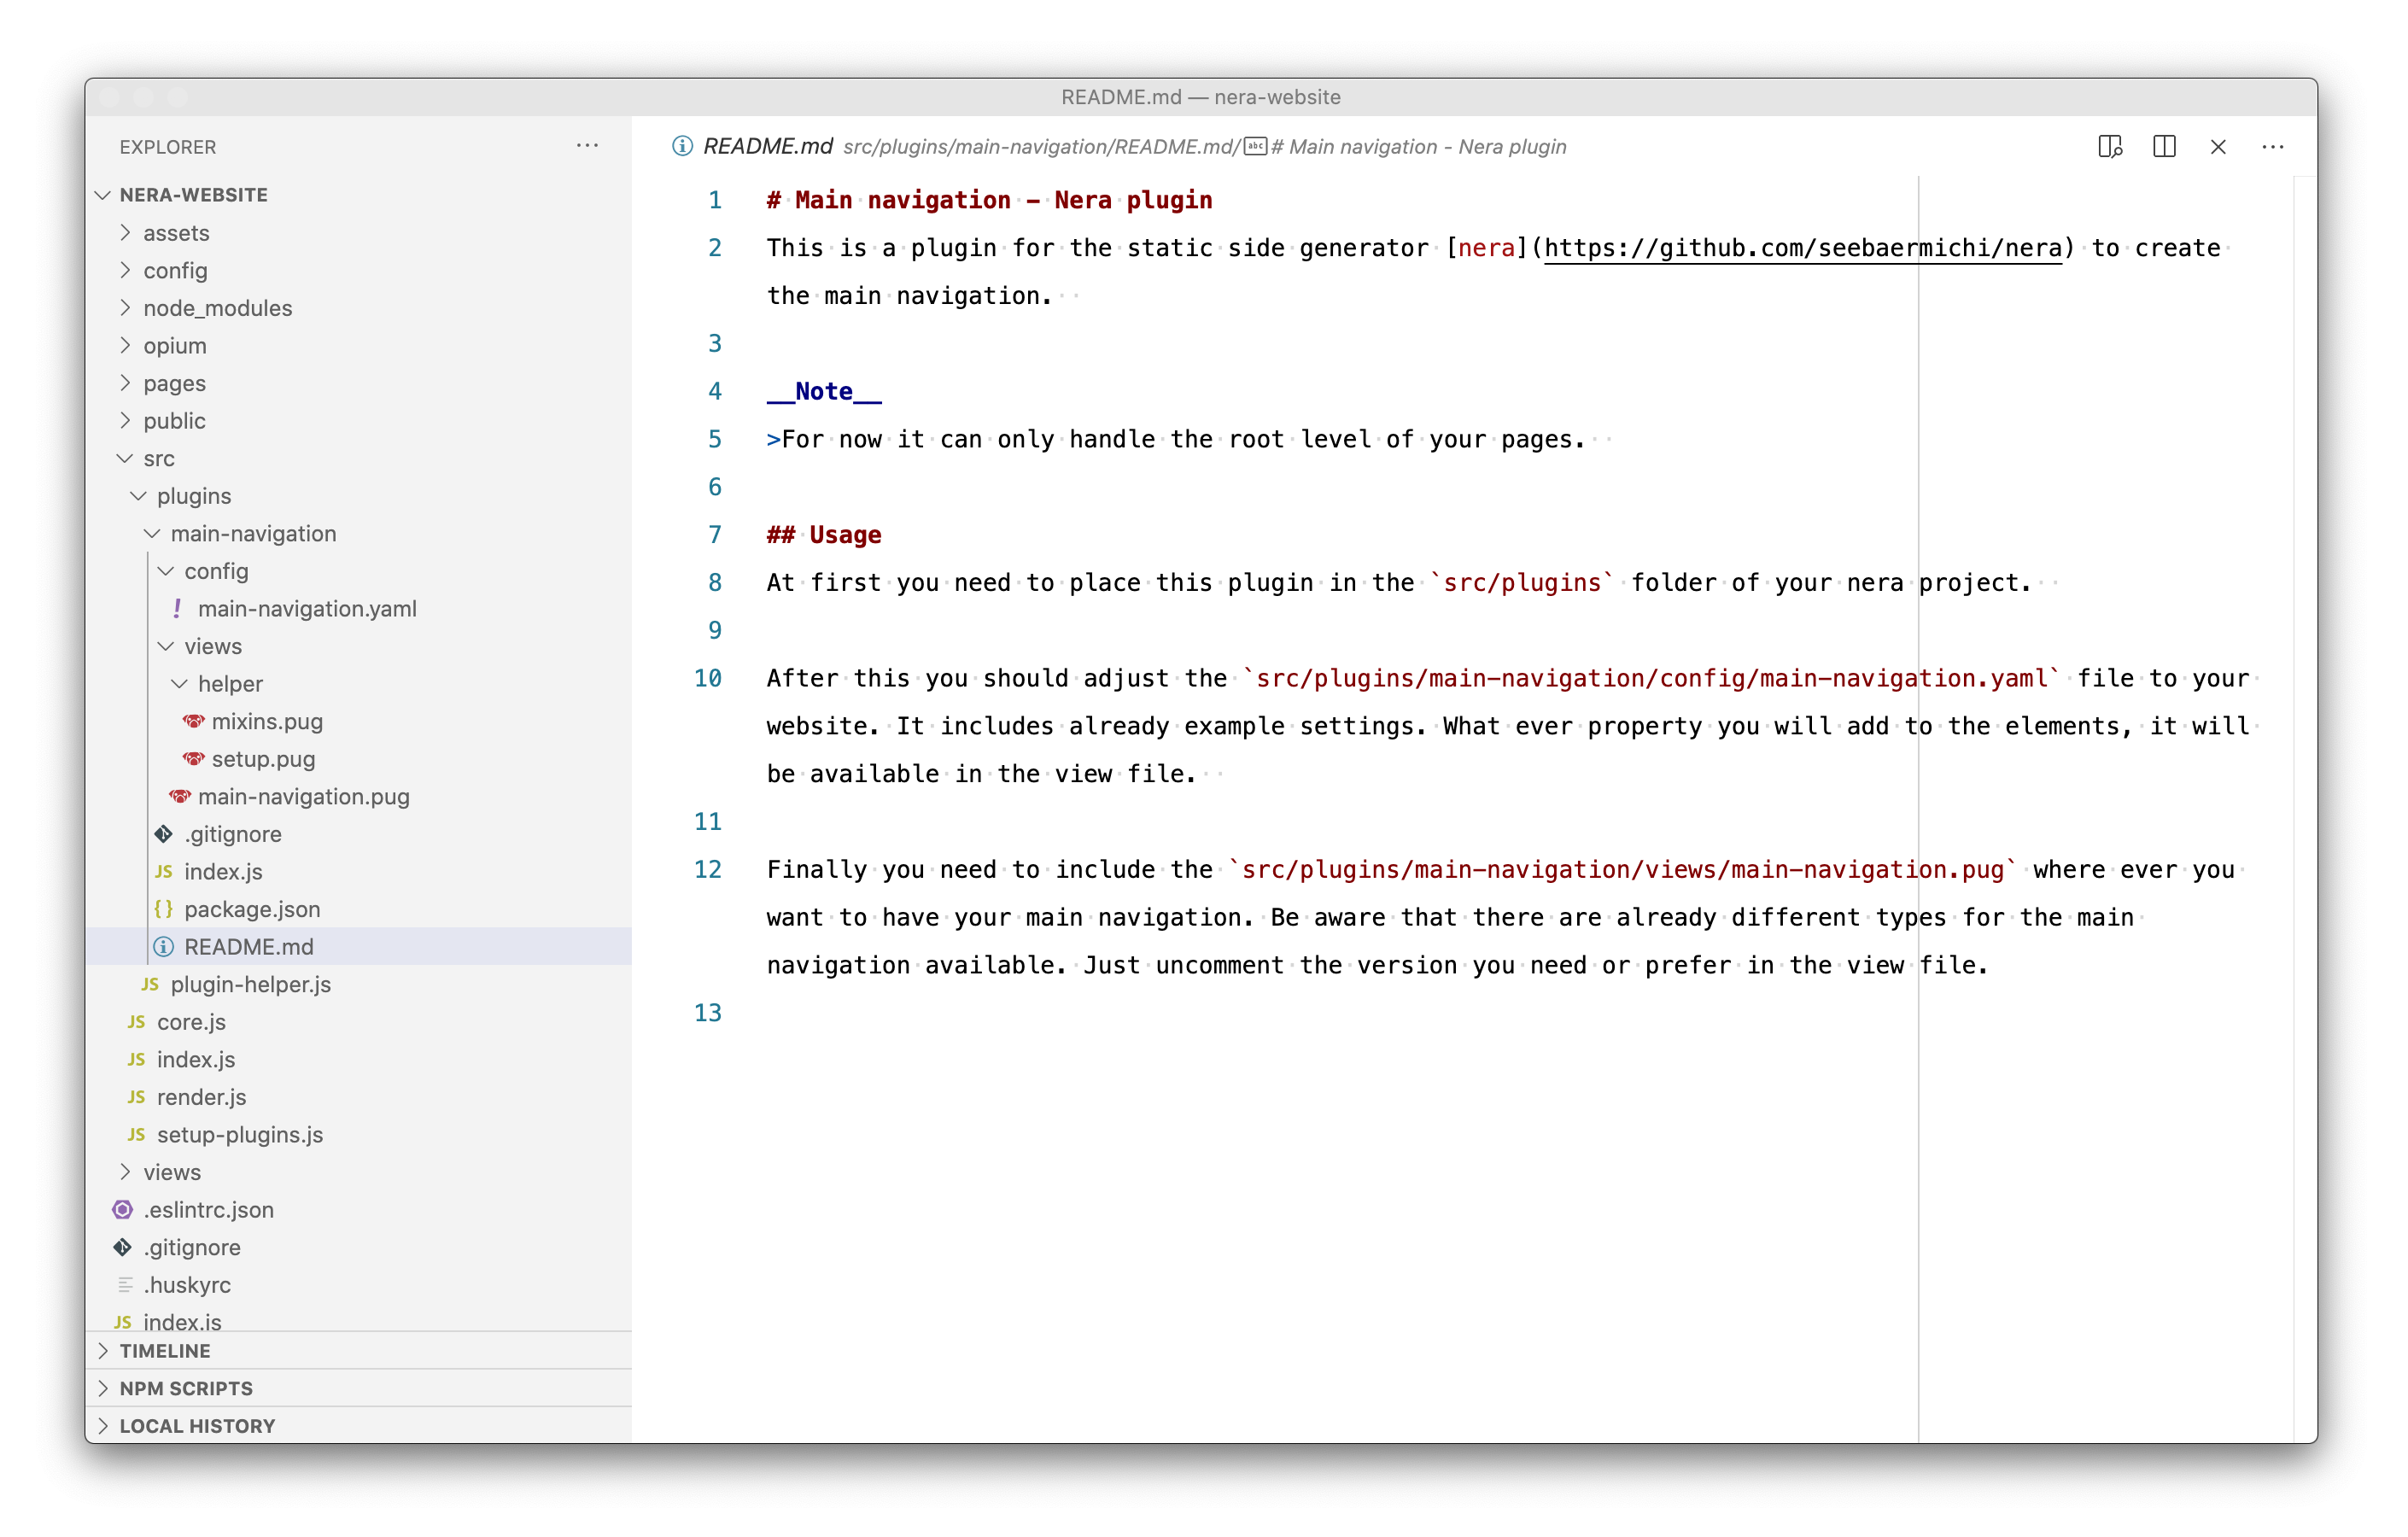 README.md — nera-website
EXPLORER
NERA-WEBSITE
assets
config
node_modules
opium
pages
public
src
plugins
main-navigation
config
! main-navigation.yaml
views
helper
mixins.pug
setup.pug
main-navigation.pug
.gitignore
JS index.js
{} package.json
README.md
JS plugin-helper.js
JS core.js
JS index.js
JS render.js
JS setup-plugins.js
views
.eslintrc.json
.gitignore
.huskyrc
JS index.js
TIMELINE
NPM SCRIPTS
LOCAL HISTORY
README.md src/plugins/main-navigation/README.md/ abc # Main navigation - Nera plugin
1 # Main navigation - Nera plugin
2 This is a plugin for the static side generator [nera](https://github.com/seebaermichi/nera) to create
the main navigation.
3
4 __Note__
5 >For now it can only handle the root level of your pages.
6
7 ## Usage
8 At first you need to place this plugin in the `src/plugins` folder of your nera project.
9
10 After this you should adjust the `src/plugins/main-navigation/config/main-navigation.yaml` file to your
website. It includes already example settings. What ever property you will add to the elements, it will
be available in the view file.
11
12 Finally you need to include the `src/plugins/main-navigation/views/main-navigation.pug` where ever you
want to have your main navigation. Be aware that there are already different types for the main
navigation available. Just uncomment the version you need or prefer in the view file.
13